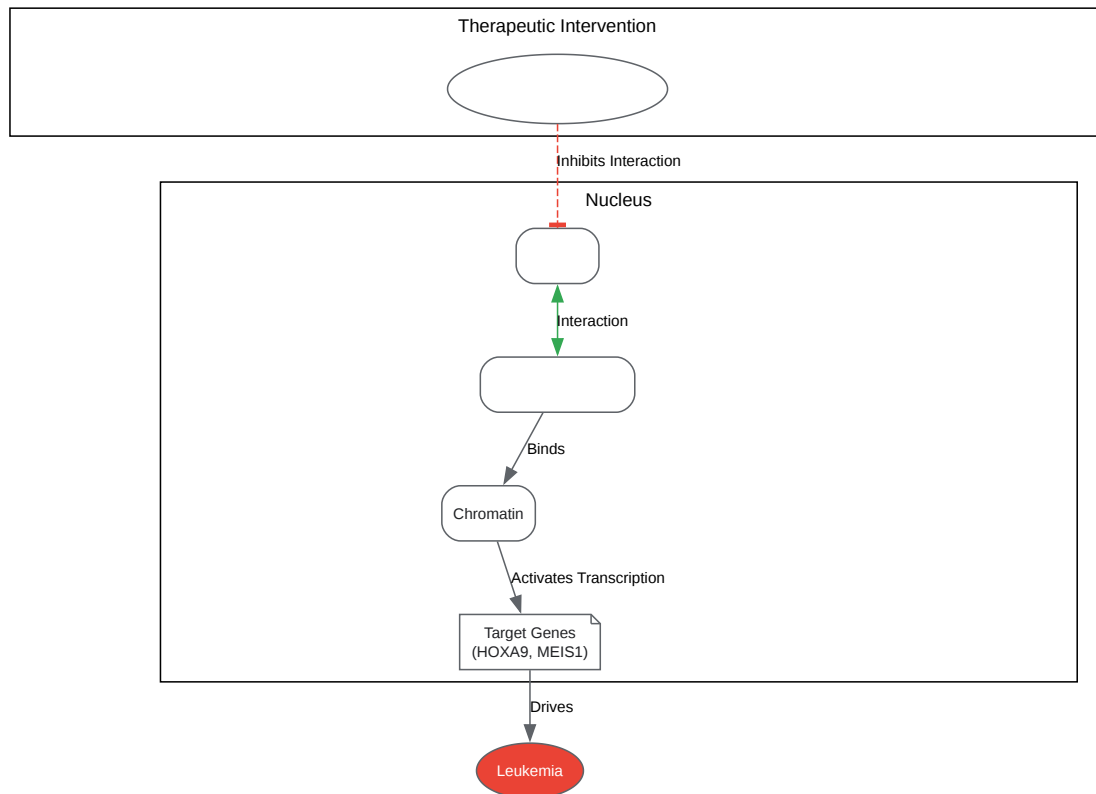 Therapeutic Intervention
Inhibits Interaction
Nucleus
Interaction
Binds
Chromatin
Activates Transcription
Target Genes
(HOXA9, MEIS1)
Drives
Leukemia